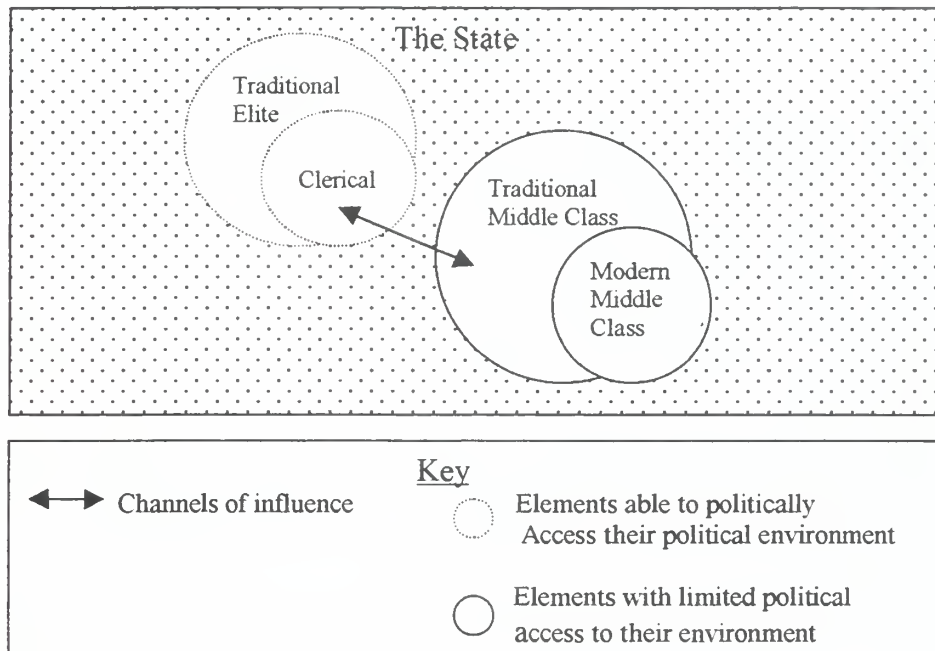 The State
Traditional
Elite
Clerical
Traditional
Middle Class
Modern
Middle
Class
Key
Channels of influence
Elements able to politically
Access their political environment
Elements with limited political
access to their environment